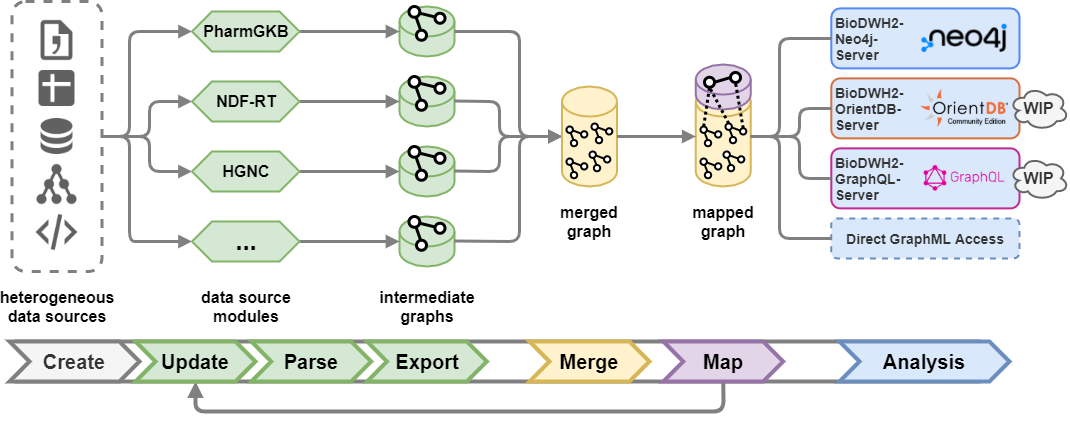 PharmGKB
NDF-RT
HGNC
...
heterogeneous
data sources
data source
modules
intermediate
graphs
merged
graph
mapped
graph
BioDWH2-
Neo4j-
Server
neo4j
BioDWH2-
OrientDB-
Server
OrientDB
Community Edition
WIP
BioDWH2-
GraphQL-
Server
GraphQL
WIP
Direct GraphML Access
Create
Update
Parse
Export
Merge
Map
Analysis